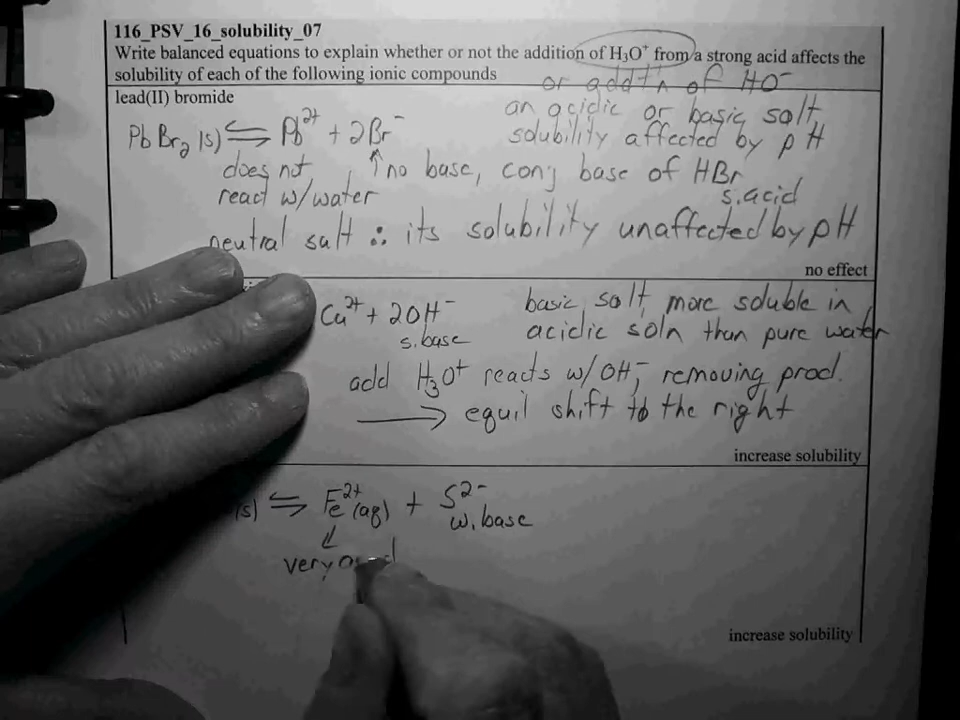 116_PSV_16_solubility_07
Write balanced equations to explain whether or not the addition of H₃O⁺ from a strong acid affects the
solubility of each of the following ionic compounds
or addtn of HO⁻
lead(II) bromide
an acidic or basic salt,
PbBr₂ (s) ⇌ Pb²⁺ + 2Br⁻
solubility affected by pH
does not ↑ no base, conj base of HBr
react w/water
s.acid
neutral salt ∴ its solubility unaffected by pH
no effect
Ca²⁺ + 2OH⁻
basic salt, more soluble in
s.base
acidic soln than pure water
add H₃O⁺ reacts w/OH⁻, removing prod.
⟶ equil shift to the right
increase solubility
(s) ⇌ Fe²⁺(aq) + S²⁻
w.base
very
increase solubility